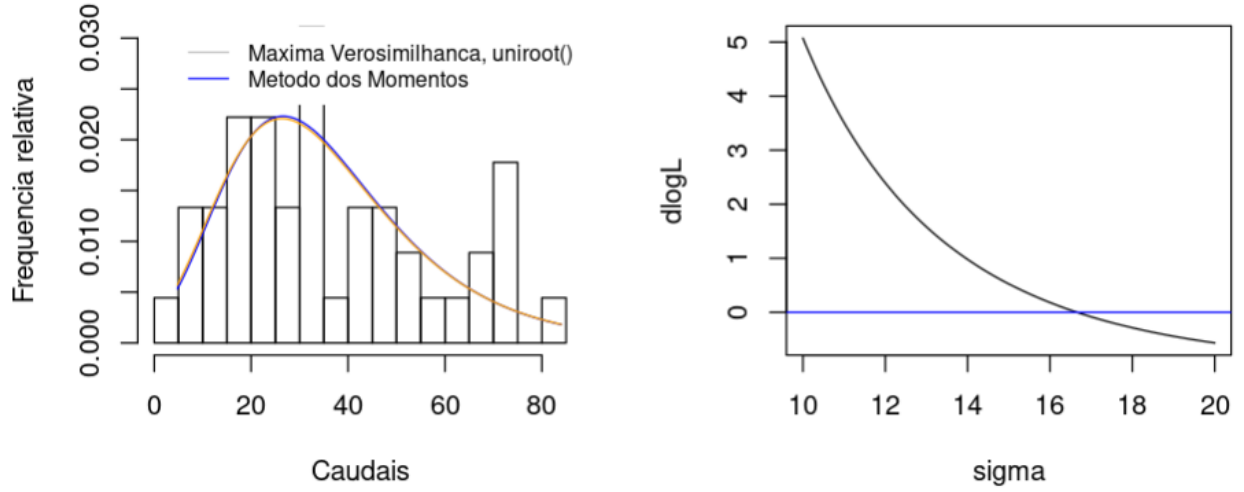 Maxima Verosimilhanca, uniroot()
Metodo dos Momentos
Frequencia relativa
0.000 0.010 0.020 0.030
0 20 40 60 80
Caudais
dlogL
0 1 2 3 4 5
10 12 14 16 18 20
sigma